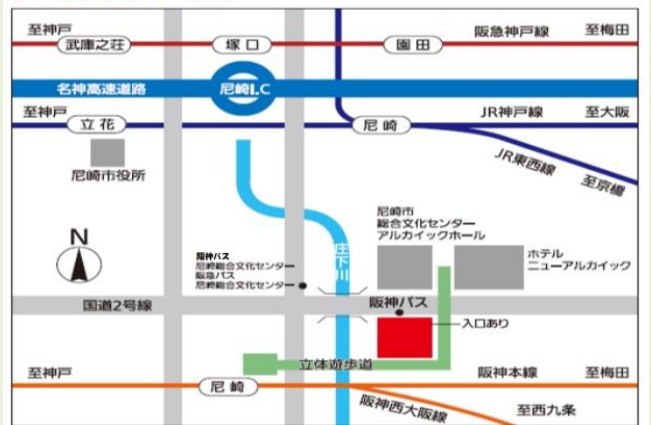 至神戸
武庫之荘
塚口
園田
阪急神戸線
至梅田
名神高速道路
尼崎I.C
至神戸
立花
尼崎
JR神戸線
至大阪
JR東西線
至京橋
尼崎市役所
N
尼崎市
総合文化センター
アルカイックホール
ホテル
ニューアルカイック
庄下川
阪神バス
尼崎総合文化センター
阪急バス
尼崎総合文化センター
国道2号線
阪神バス
入口あり
立体遊歩道
至神戸
尼崎
阪神本線
至梅田
阪神西大阪線
至西九条